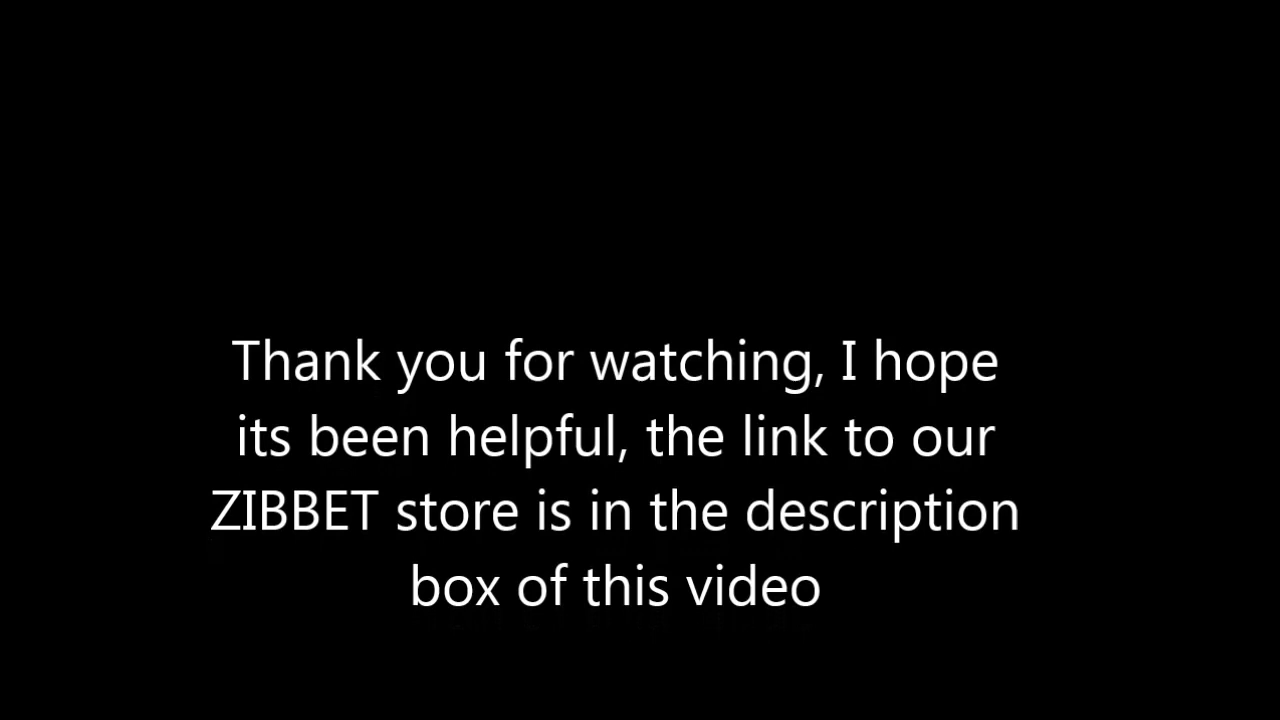 Thank you for watching, I hope
its been helpful, the link to our
ZIBBET store is in the description
box of this video